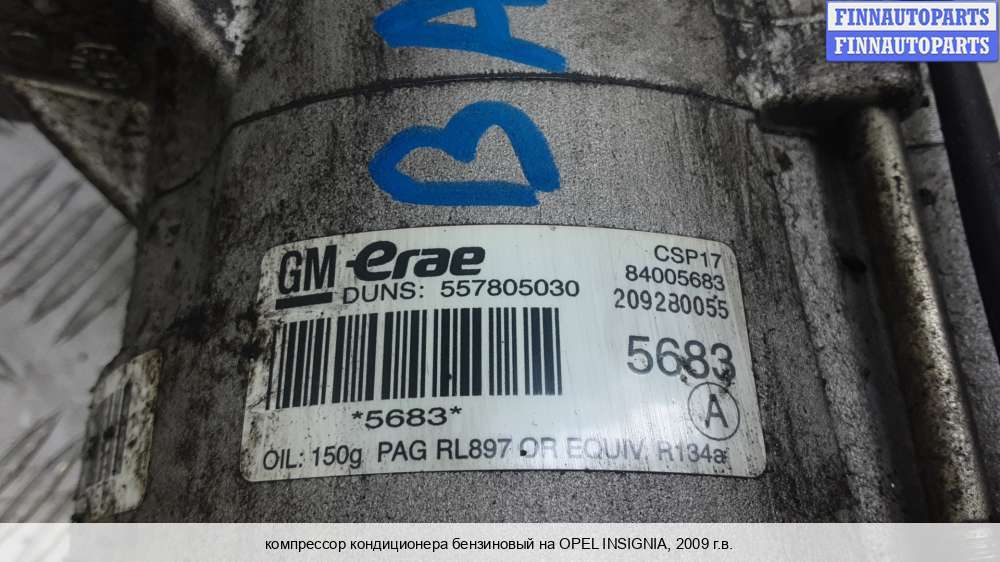 FINNAUTOPARTS
FINNAUTOPARTS
BA
GM erae
DUNS: 557805030
CSP17
84005683
209280055
5683
*5683*
A
OIL: 150g PAG RL897 OR EQUIV. R134a
компрессор кондиционера бензиновый на OPEL INSIGNIA, 2009 г.в.